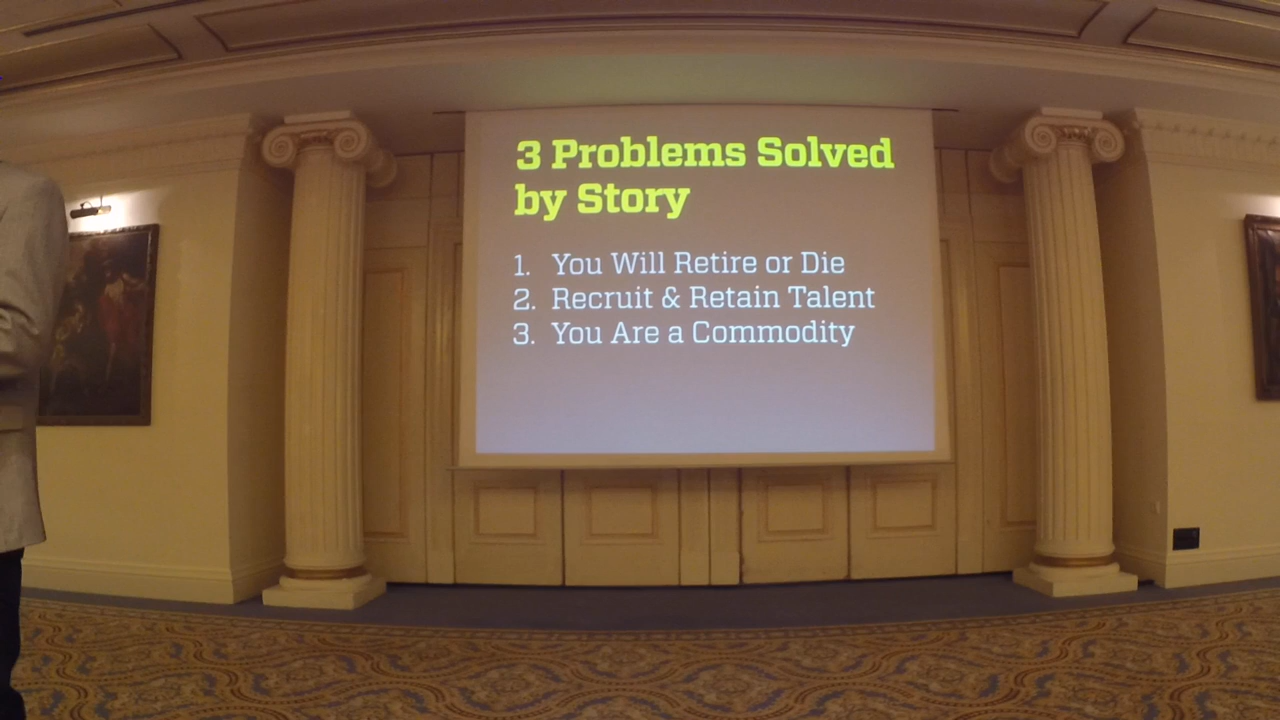 3 Problems Solved
by Story
1. You Will Retire or Die
2. Recruit & Retain Talent
3. You Are a Commodity